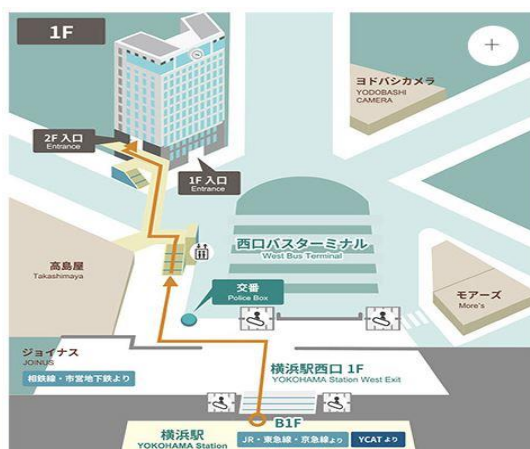 1F
ヨドバシカメラ
YODOBASHI
CAMERA
2F 入口
Entrance
1F 入口
Entrance
西口バスターミナル
West Bus Terminal
高島屋
Takashimaya
交番
Police Box
モアーズ
More's
ジョイナス
JOINUS
相鉄線・市営地下鉄より
横浜駅西口 1F
YOKOHAMA Station West Exit
B1F
横浜駅
YOKOHAMA Station
JR・東急線・京急線より
YCATより